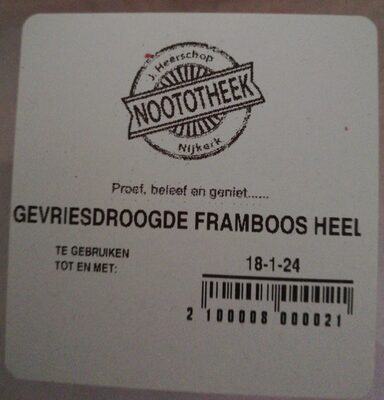 J. Heerschop
NOOTOTHEEK
Nijkerk
Proef, beleef en geniet......
GEVRIESDROOGDE FRAMBOOS HEEL
TE GEBRUIKEN
TOT EN MET:
18-1-24
2 100008 000021